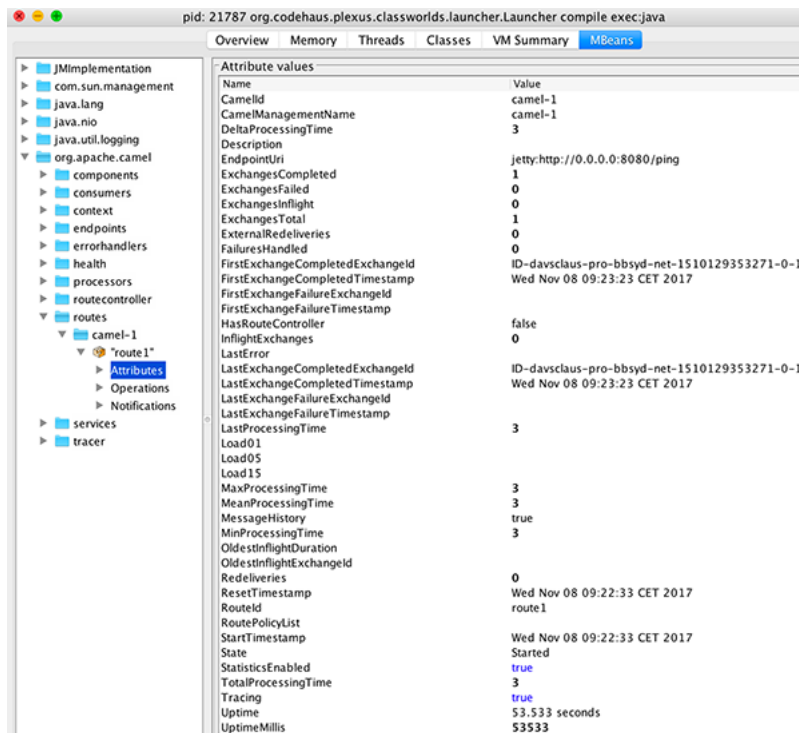 pid: 21787 org.codehaus.plexus.classworlds.launcher.Launcher compile exec:java
Overview Memory Threads Classes VM Summary MBeans
JMImplementation
com.sun.management
java.lang
java.nio
java.util.logging
org.apache.camel
components
consumers
context
endpoints
errorhandlers
health
processors
routecontroller
routes
camel-1
"route1"
Attributes
Operations
Notifications
services
tracer
Attribute values
Name Value
CamelId camel-1
CamelManagementName camel-1
DeltaProcessingTime 3
Description
EndpointUri jetty:http://0.0.0.0:8080/ping
ExchangesCompleted 1
ExchangesFailed 0
ExchangesInflight 0
ExchangesTotal 1
ExternalRedeliveries 0
FailuresHandled 0
FirstExchangeCompletedExchangeId ID-davsclaus-pro-bbsyd-net-1510129353271-0-1
FirstExchangeCompletedTimestamp Wed Nov 08 09:23:23 CET 2017
FirstExchangeFailureExchangeId
FirstExchangeFailureTimestamp
HasRouteController false
InflightExchanges 0
LastError
LastExchangeCompletedExchangeId ID-davsclaus-pro-bbsyd-net-1510129353271-0-1
LastExchangeCompletedTimestamp Wed Nov 08 09:23:23 CET 2017
LastExchangeFailureExchangeId
LastExchangeFailureTimestamp
LastProcessingTime 3
Load01
Load05
Load15
MaxProcessingTime 3
MeanProcessingTime 3
MessageHistory true
MinProcessingTime 3
OldestInflightDuration
OldestInflightExchangeId
Redeliveries 0
ResetTimestamp Wed Nov 08 09:22:33 CET 2017
RouteId route1
RoutePolicyList
StartTimestamp Wed Nov 08 09:22:33 CET 2017
State Started
StatisticsEnabled true
TotalProcessingTime 3
Tracing true
Uptime 53.533 seconds
UptimeMillis 53533